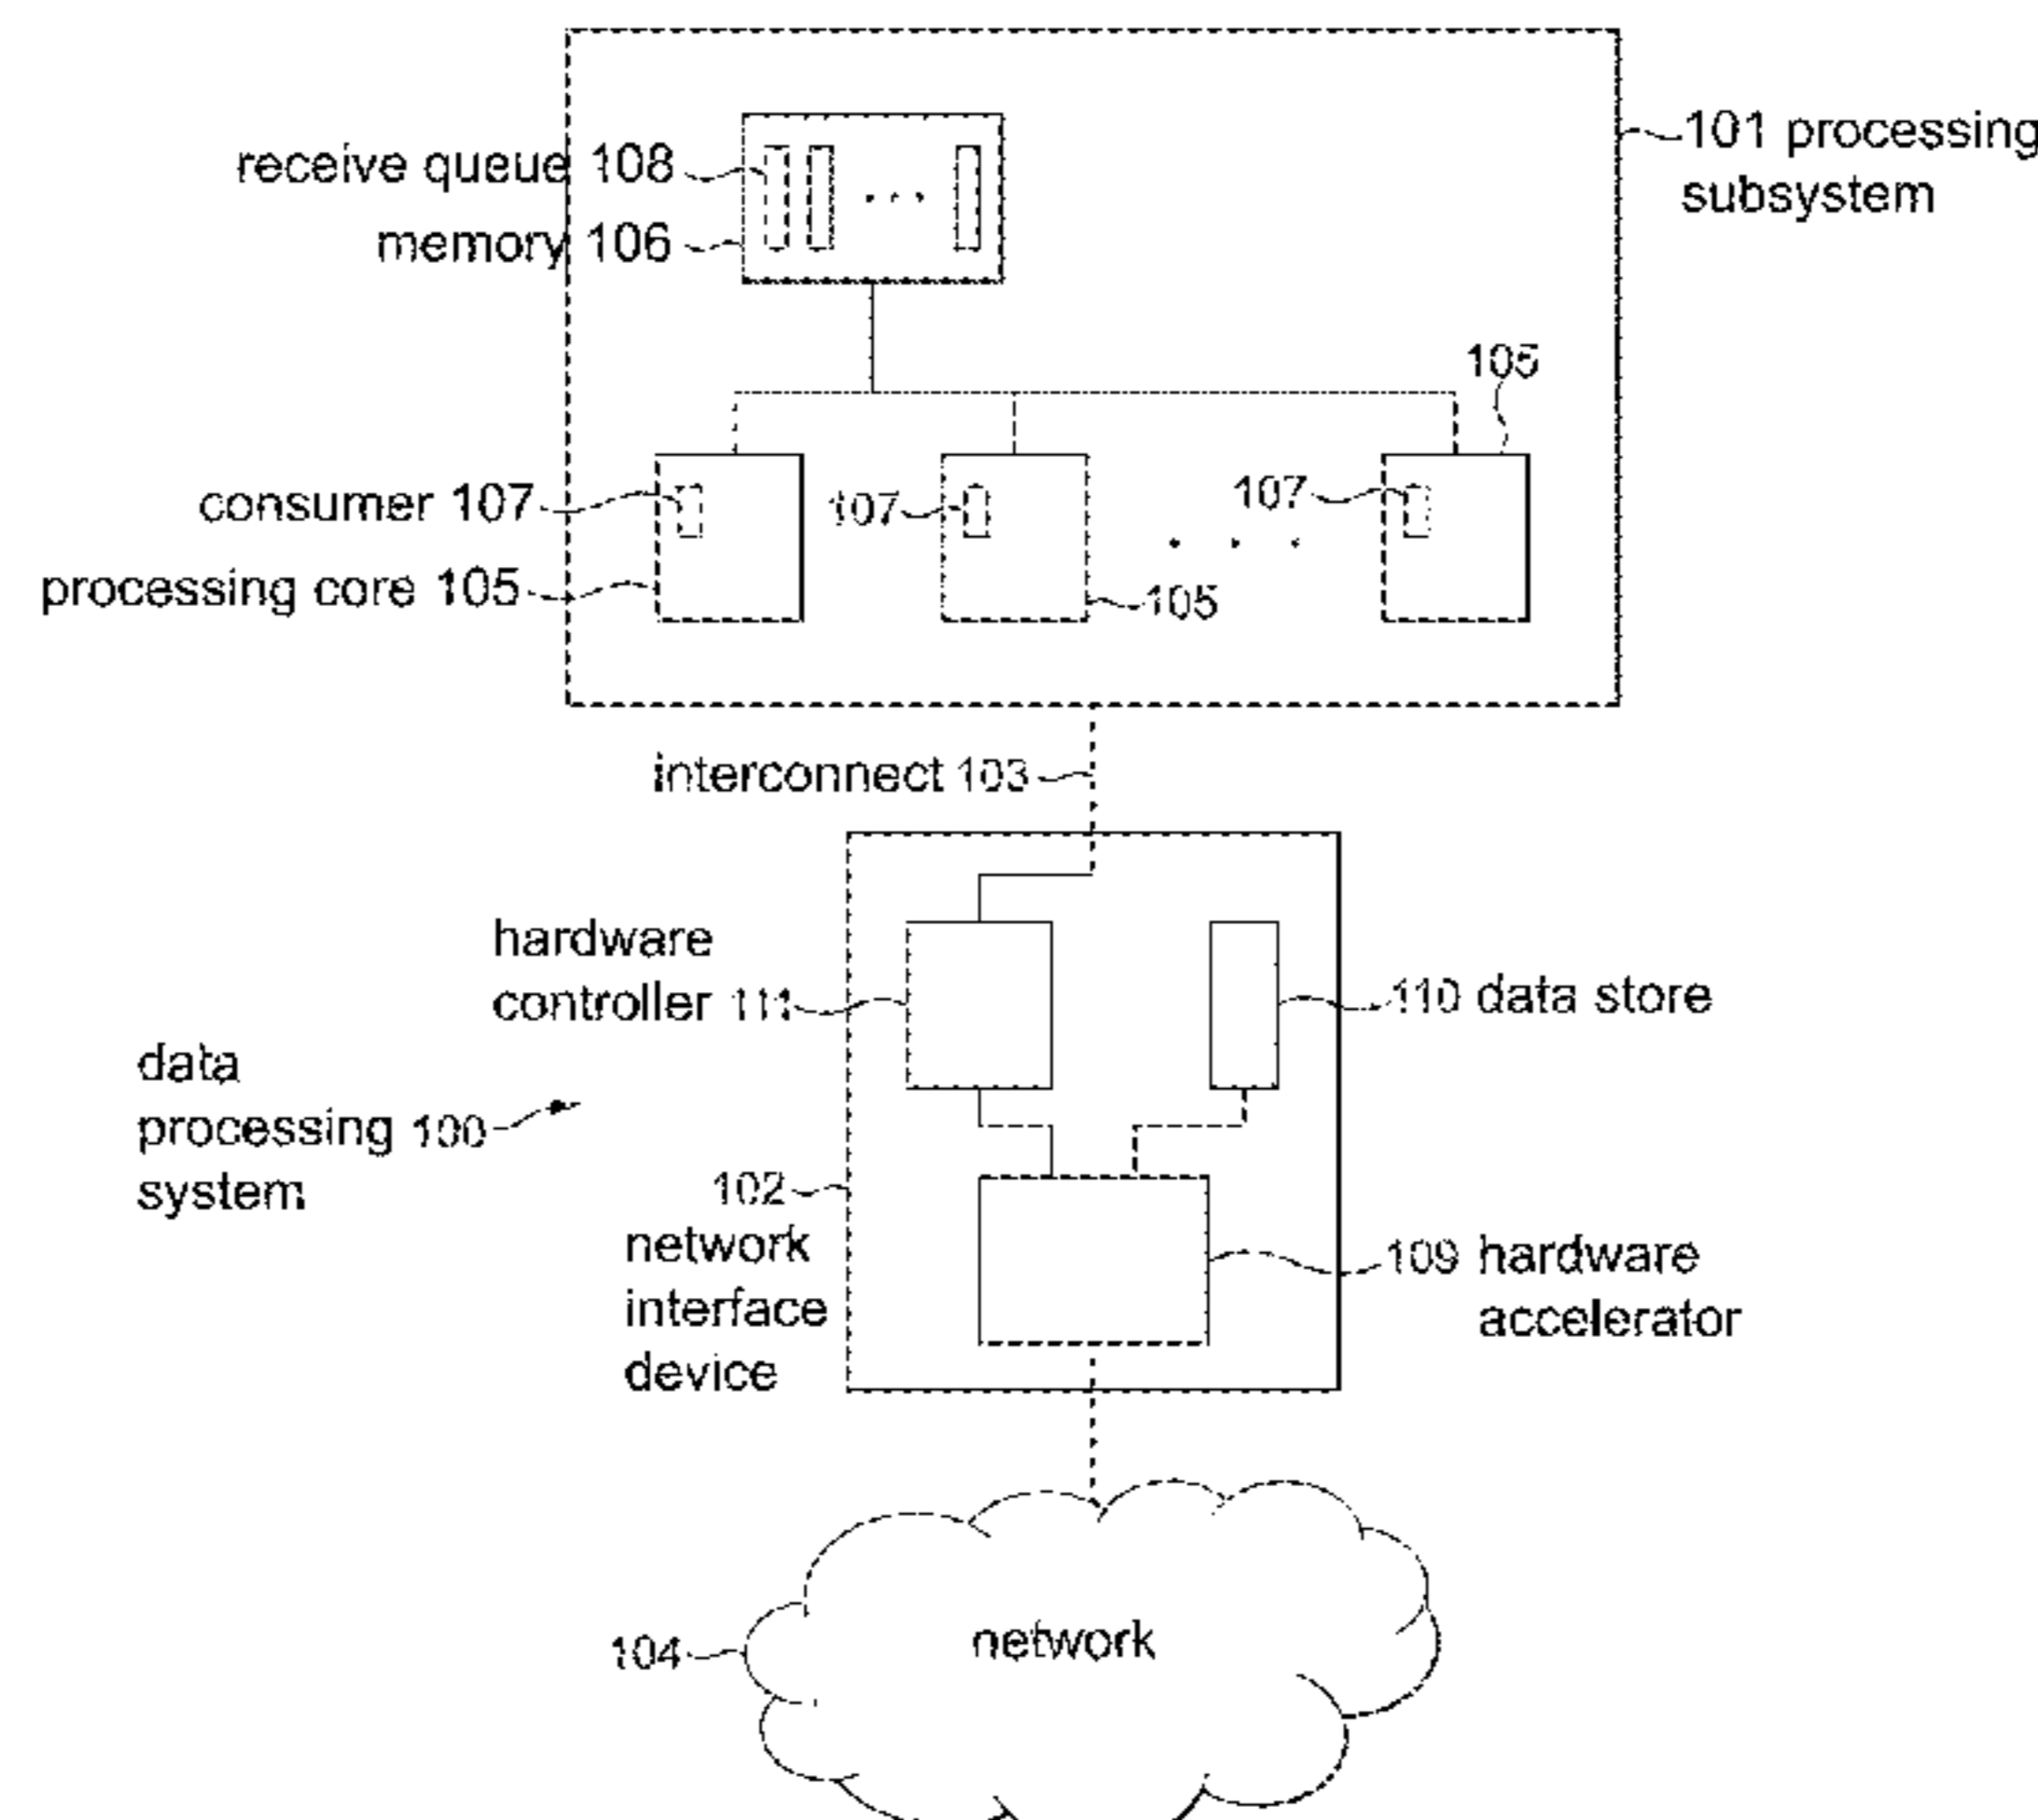 101 processing
subsystem
receive queue 108
memory 106
105
consumer 107
107
107
processing core 105
105
interconnect 103
hardware
controller 111
110 data store
data
processing 100
system
102
network
interface
device
109 hardware
accelerator
104
network